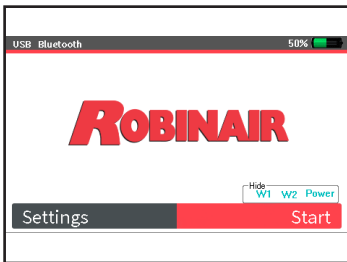 USB Bluetooth 50%
ROBINAIR
Hide
W1 W2 Power
Settings Start